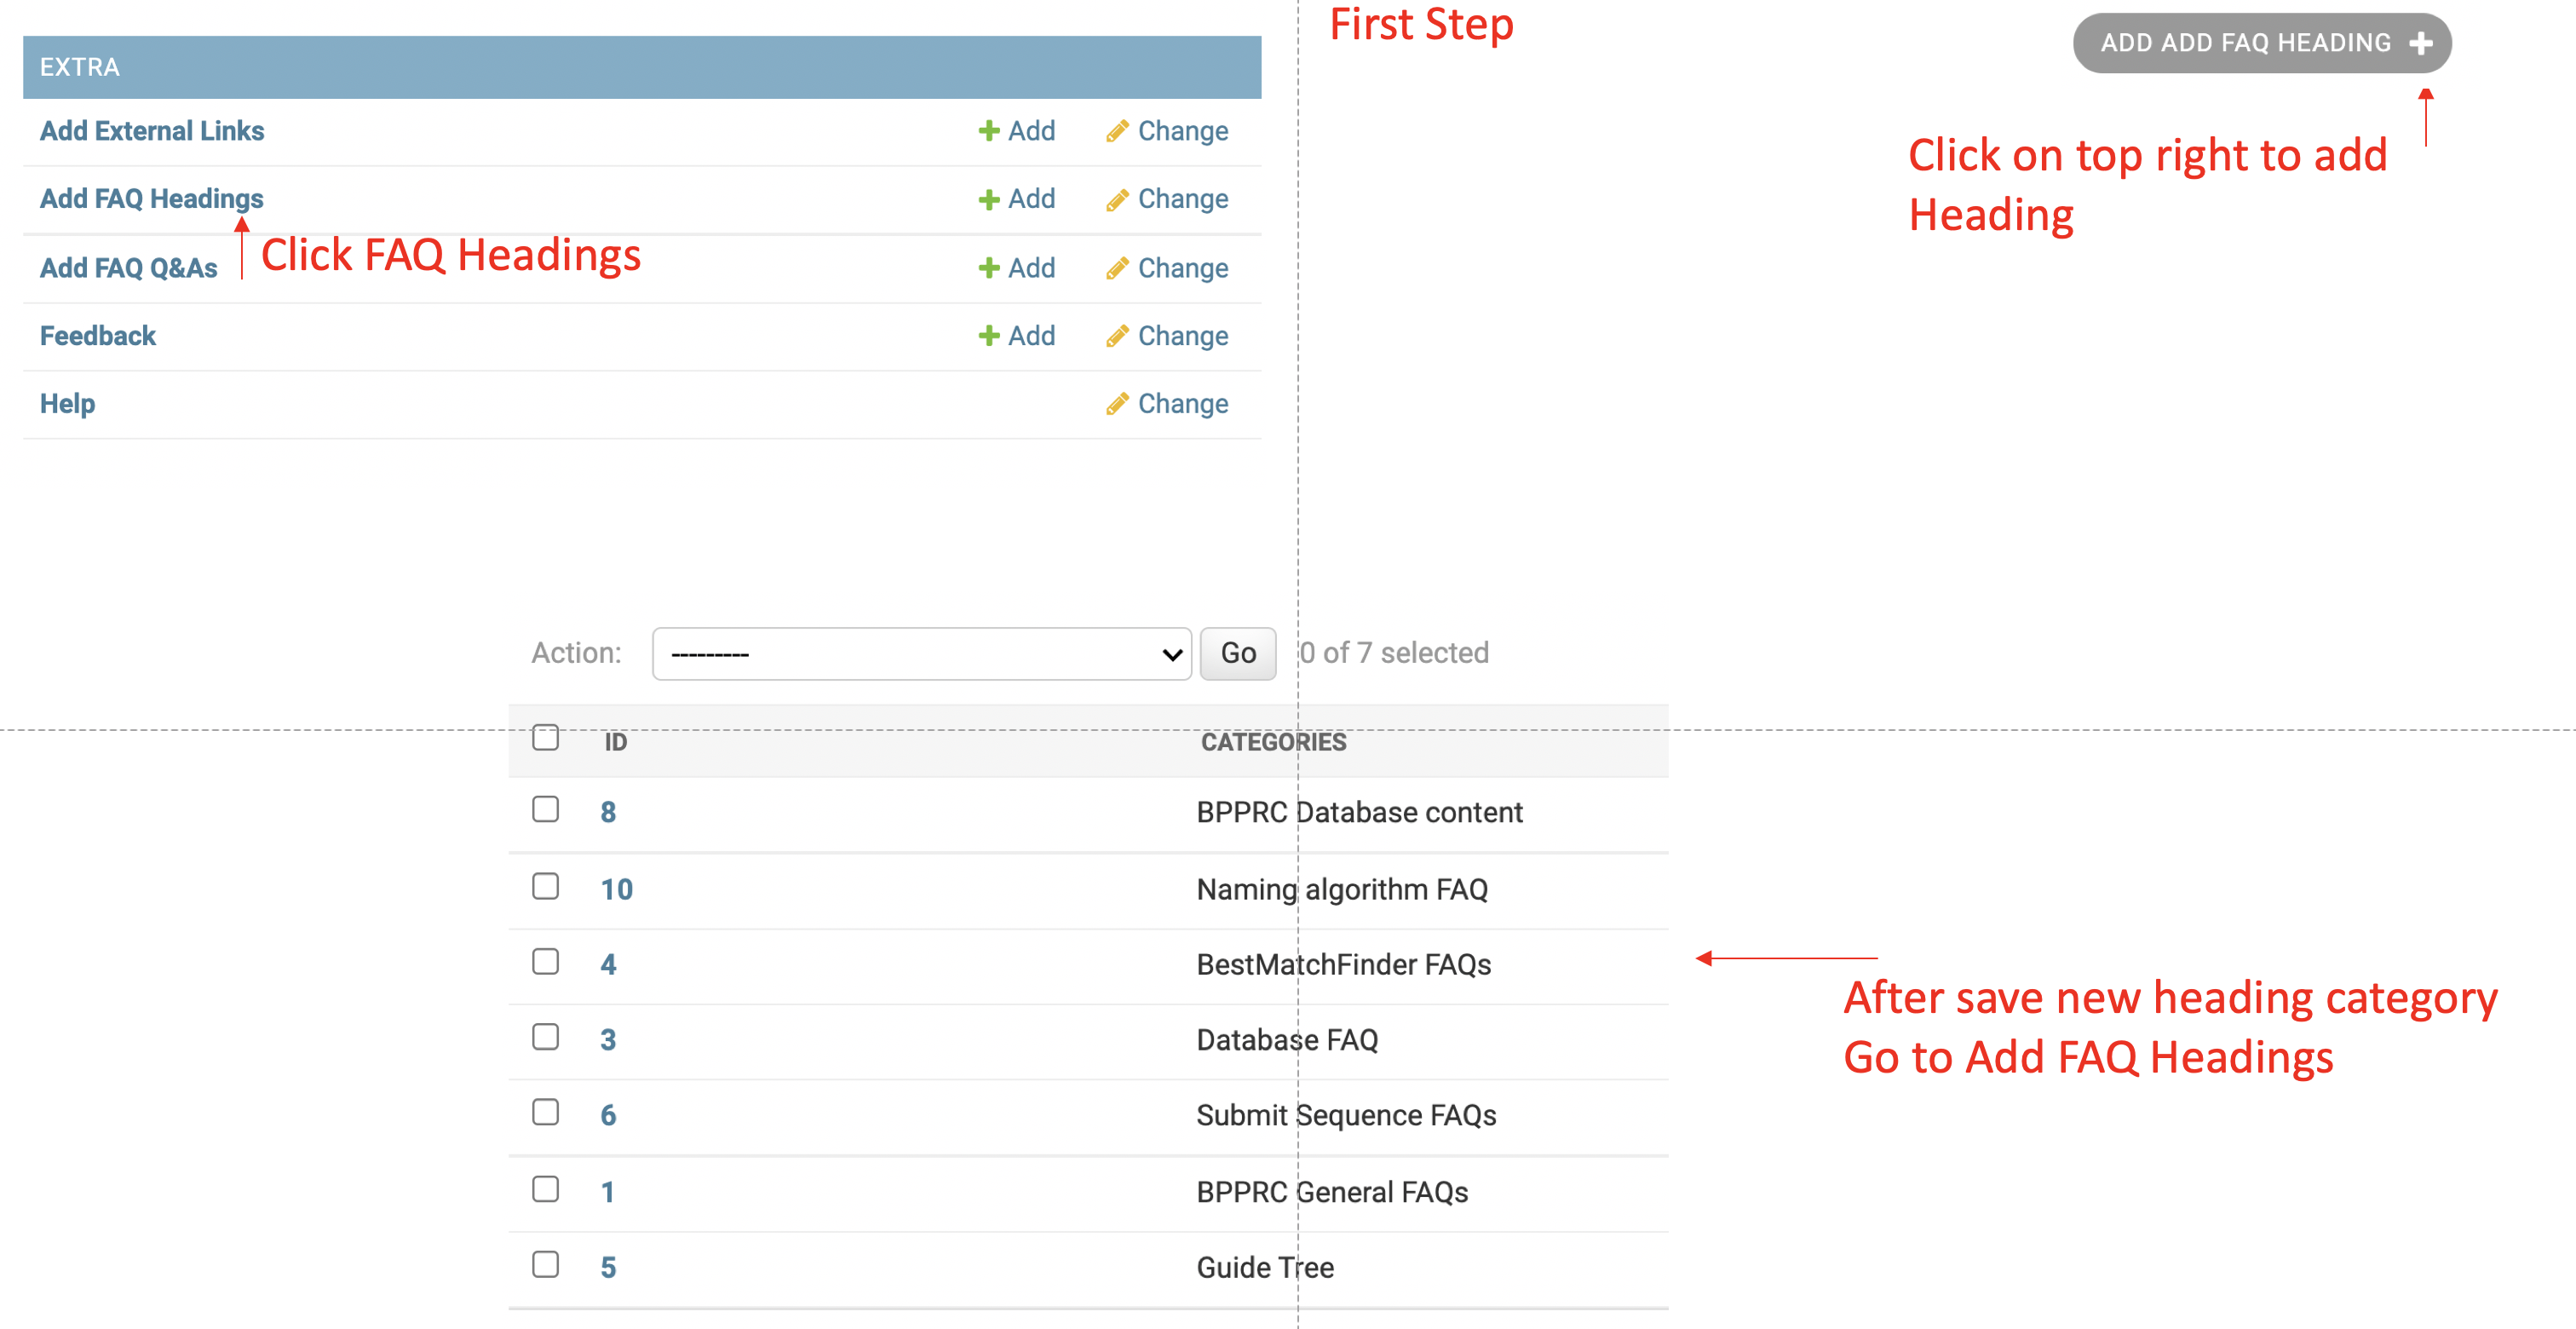 First Step
ADD ADD FAQ HEADING
EXTRA
Add External Links Add Change
Click on top right to add
Heading
Add FAQ Headings Add Change
Click FAQ Headings
Add FAQ Q&As Add Change
Feedback Add Change
Help Change
Action: --------- Go 0 of 7 selected
ID CATEGORIES
8 BPPRC Database content
10 Naming algorithm FAQ
4 BestMatchFinder FAQs
After save new heading category
Go to Add FAQ Headings
3 Database FAQ
6 Submit Sequence FAQs
1 BPPRC General FAQs
5 Guide Tree